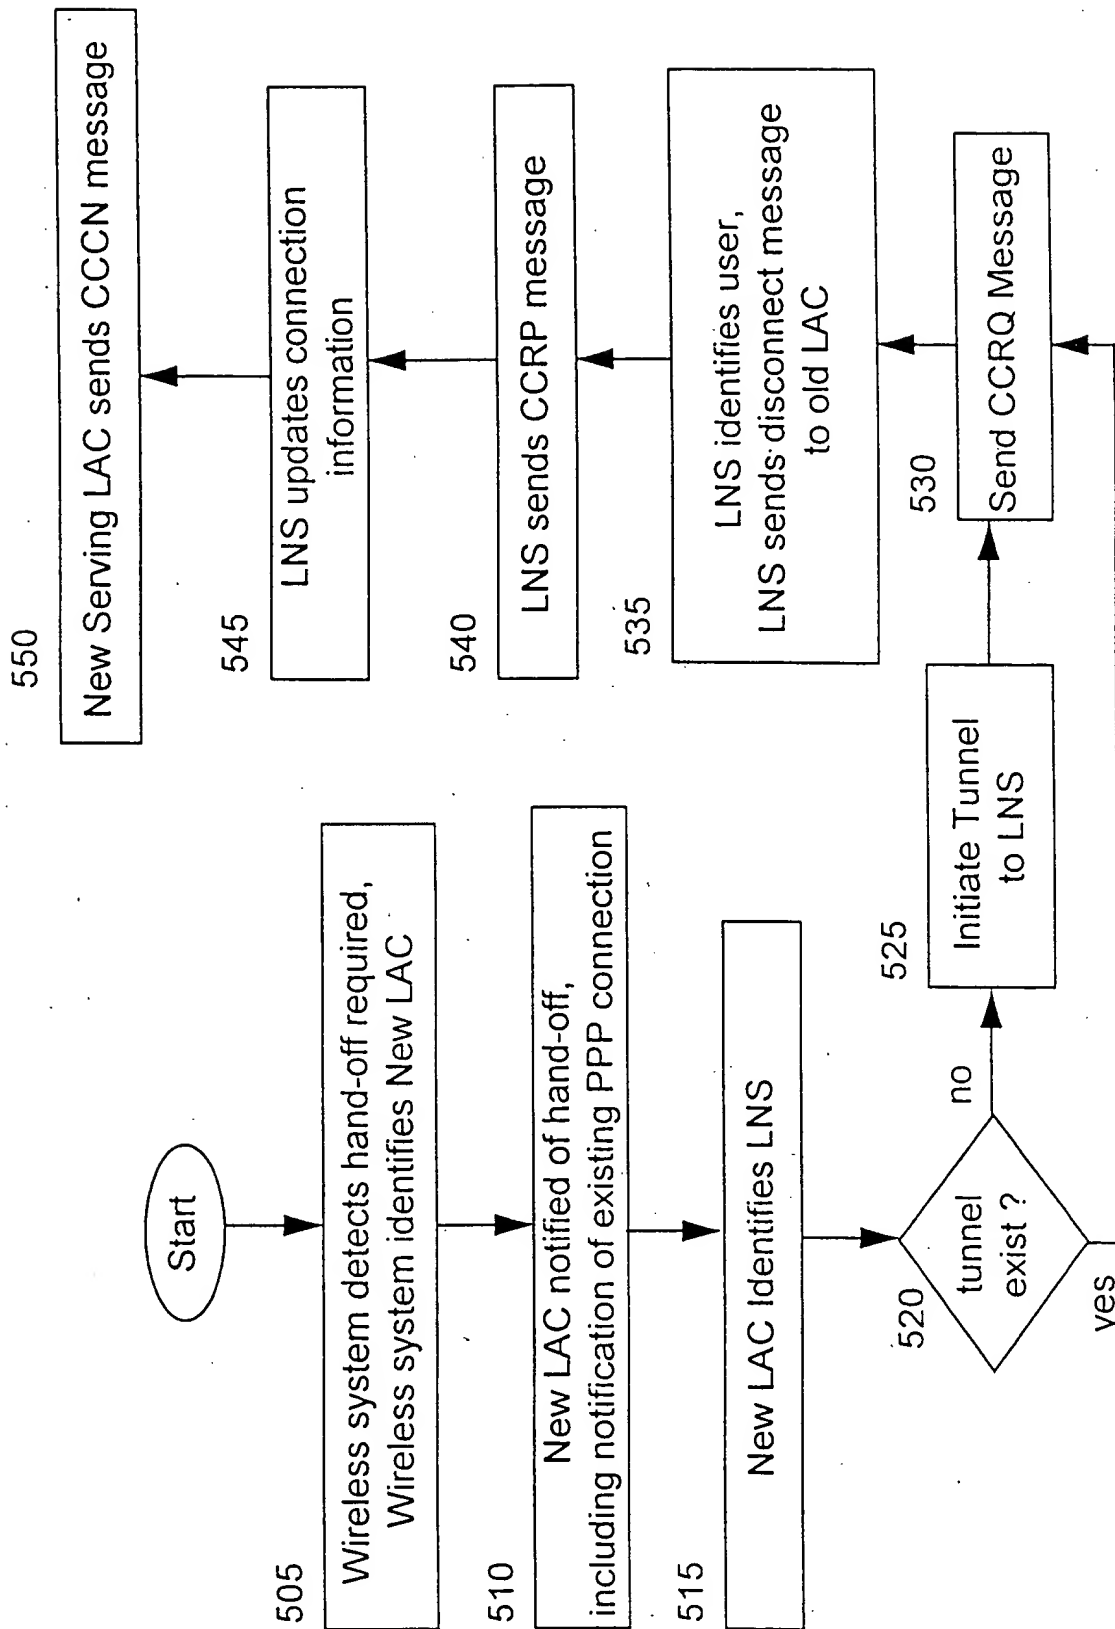 Start
505
Wireless system detects hand-off required,
Wireless system identifies New LAC
510
New LAC notified of hand-off,
including notification of existing PPP connection
515
New LAC Identifies LNS
520
tunnel
exist ?
no
yes
525
Initiate Tunnel
to LNS
530
Send CCRQ Message
535
LNS identifies user,
LNS sends disconnect message
to old LAC
540
LNS sends CCRP message
545
LNS updates connection
information
550
New Serving LAC sends CCCN message